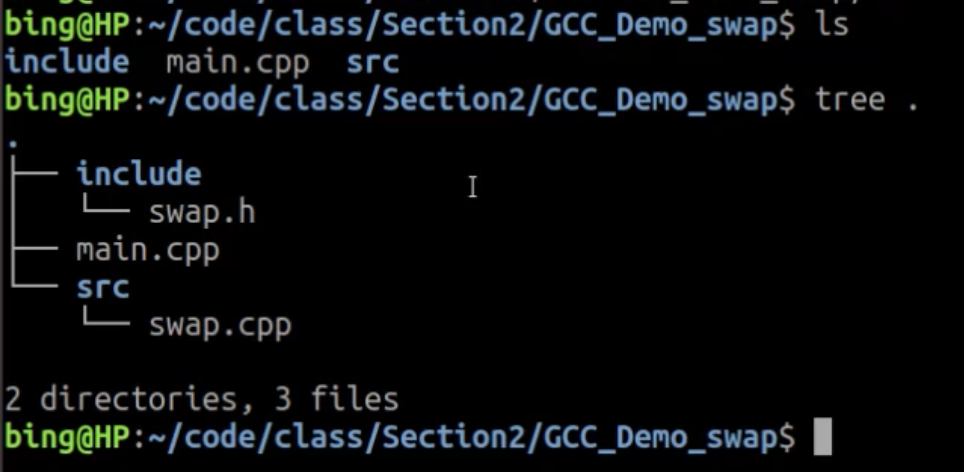 bing@HP:~/code/class/Section2/GCC_Demo_swap$ ls
include main.cpp src
bing@HP:~/code/class/Section2/GCC_Demo_swap$ tree .
.
├── include
│   └── swap.h
├── main.cpp
└── src
    └── swap.cpp
2 directories, 3 files
bing@HP:~/code/class/Section2/GCC_Demo_swap$